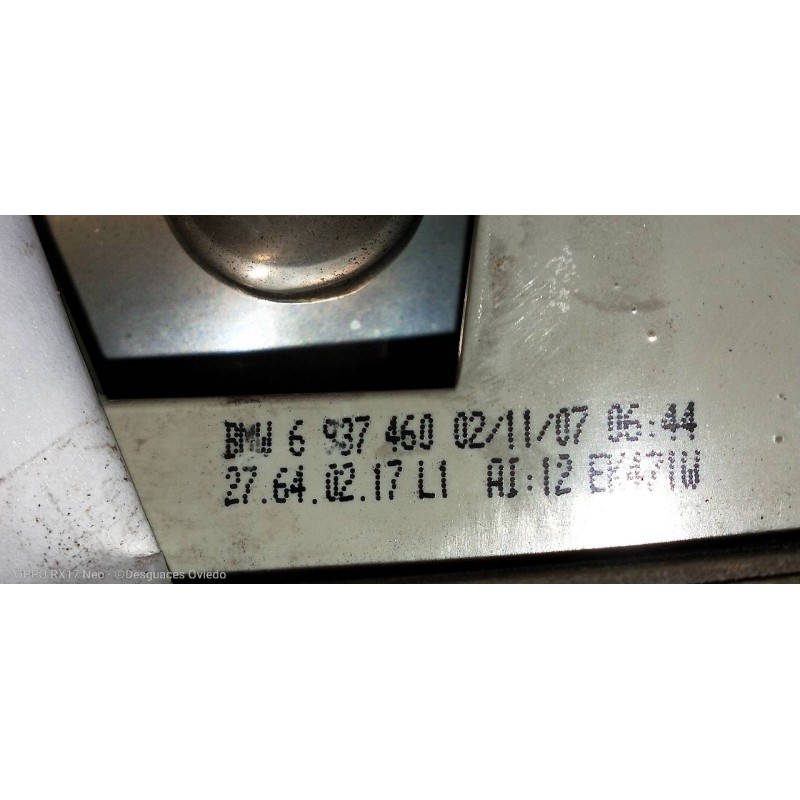 BMW 6 937 460 02/11/07 06:44
27.64.02.17 L1 AI:12
OPPO RX17 Neo · ©Desguaces Oviedo